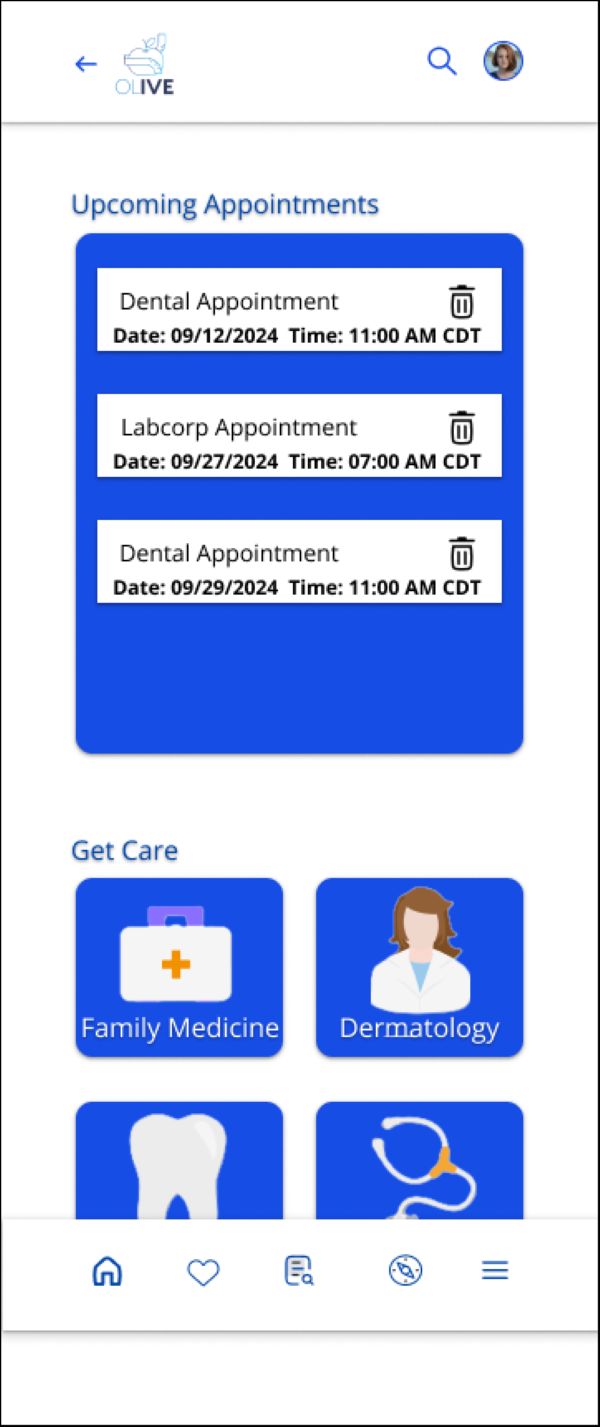 OLIVE
Upcoming Appointments
Dental Appointment
Date: 09/12/2024 Time: 11:00 AM CDT
Labcorp Appointment
Date: 09/27/2024 Time: 07:00 AM CDT
Dental Appointment
Date: 09/29/2024 Time: 11:00 AM CDT
Get Care
Family Medicine
Dermatology